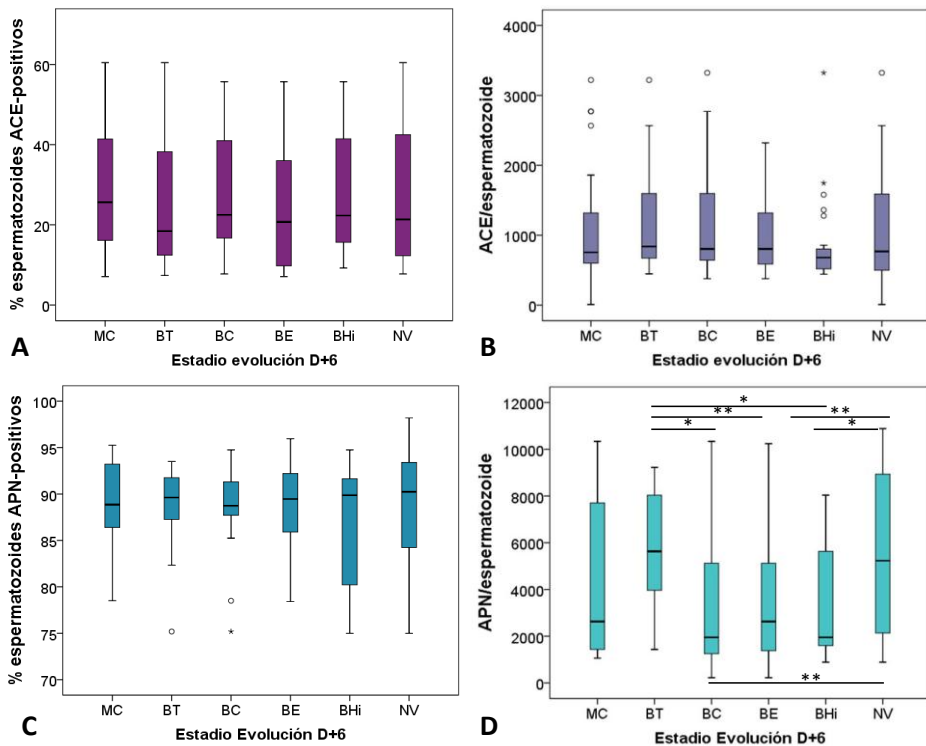 % espermatozoides ACE-positivos
60
40
20
0
MC BT BC BE BHi NV
Estadio evolución D+6
A
ACE/espermatozoide
4000
3000
2000
1000
0
MC BT BC BE BHi NV
Estadio evolución D+6
B
% espermatozoides APN-positivos
100
95
90
85
80
75
70
MC BT BC BE BHi NV
Estadio Evolución D+6
C
APN/espermatozoide
12000
10000
8000
6000
4000
2000
0
*
** **
* *
**
MC BT BC BE BHi NV
Estadio Evolución D+6
D